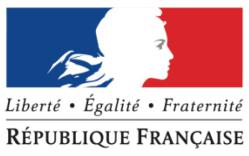 Liberté • Égalité • Fraternité
RÉPUBLIQUE FRANÇAISE